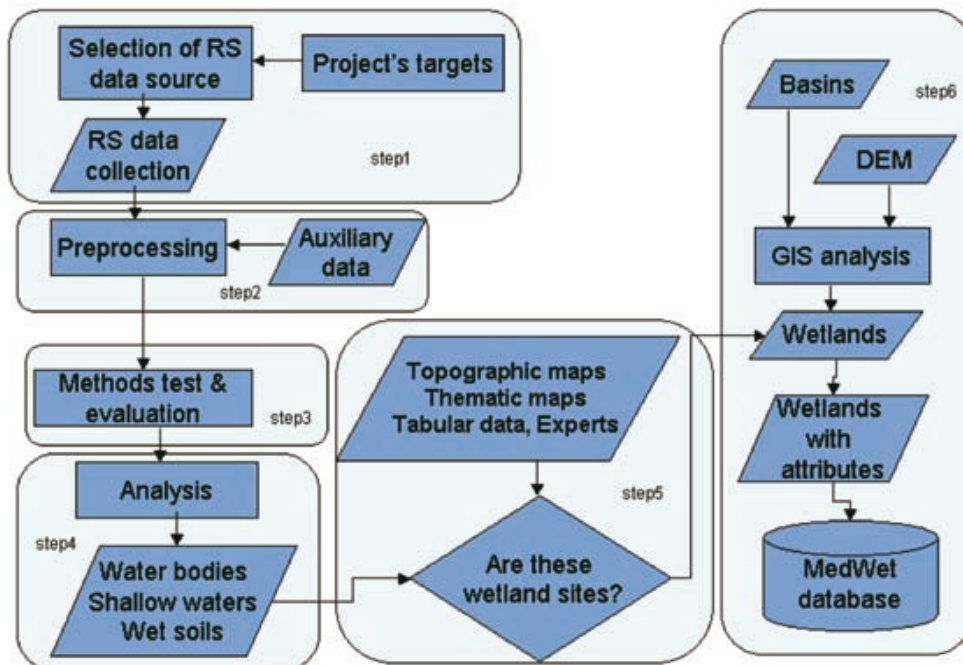 Selection of RS
data source
Project's targets
RS data
collection
step1
Preprocessing
Auxiliary
data
step2
Methods test &
evaluation
step3
Analysis
step4
Water bodies
Shallow waters
Wet soils
Topographic maps
Thematic maps
Tabular data, Experts
step5
Are these
wetland sites?
Basins
step6
DEM
GIS analysis
Wetlands
Wetlands
with
attributes
MedWet
database